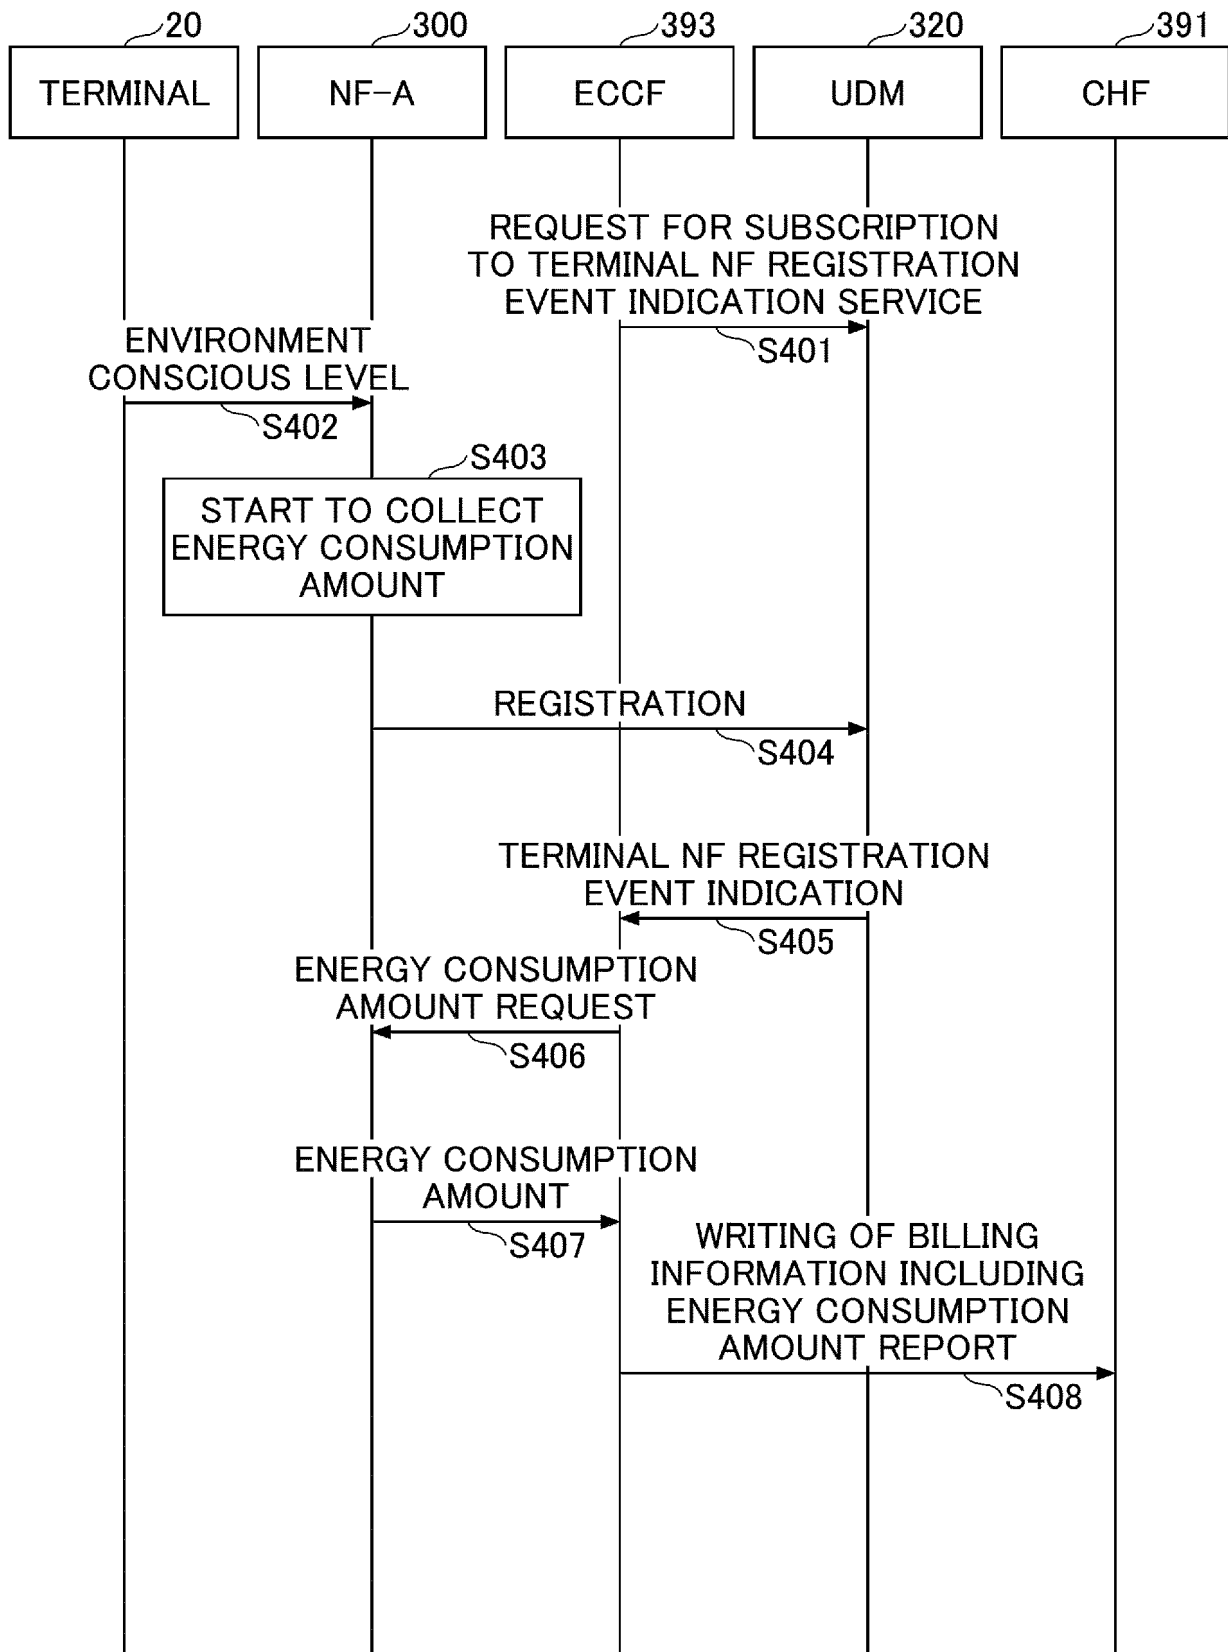 20
300
393
320
391
TERMINAL
NF-A
ECCF
UDM
CHF
REQUEST FOR SUBSCRIPTION
TO TERMINAL NF REGISTRATION
EVENT INDICATION SERVICE
S401
ENVIRONMENT
CONSCIOUS LEVEL
S402
S403
START TO COLLECT
ENERGY CONSUMPTION
AMOUNT
REGISTRATION
S404
TERMINAL NF REGISTRATION
EVENT INDICATION
S405
ENERGY CONSUMPTION
AMOUNT REQUEST
S406
ENERGY CONSUMPTION
AMOUNT
S407
WRITING OF BILLING
INFORMATION INCLUDING
ENERGY CONSUMPTION
AMOUNT REPORT
S408